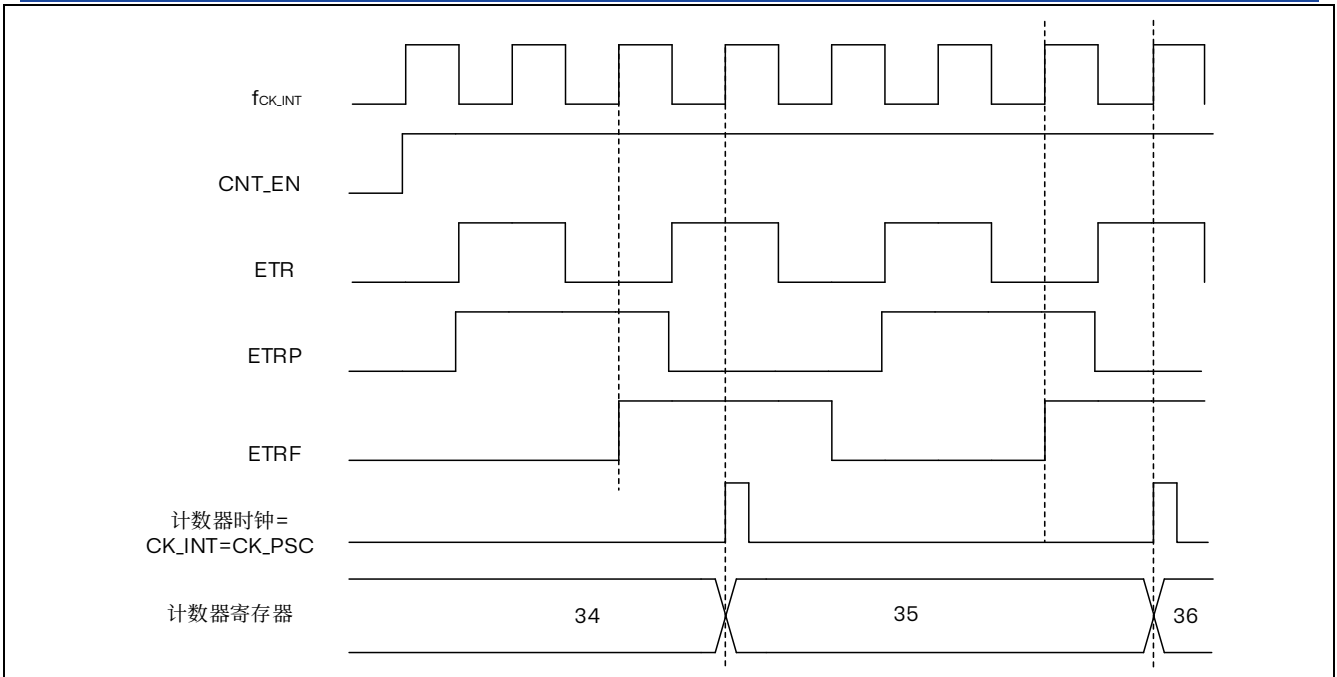 fCK_INT
CNT_EN
ETR
ETRP
ETRF
计数器时钟=
CK_INT=CK_PSC
计数器寄存器
34
35
36